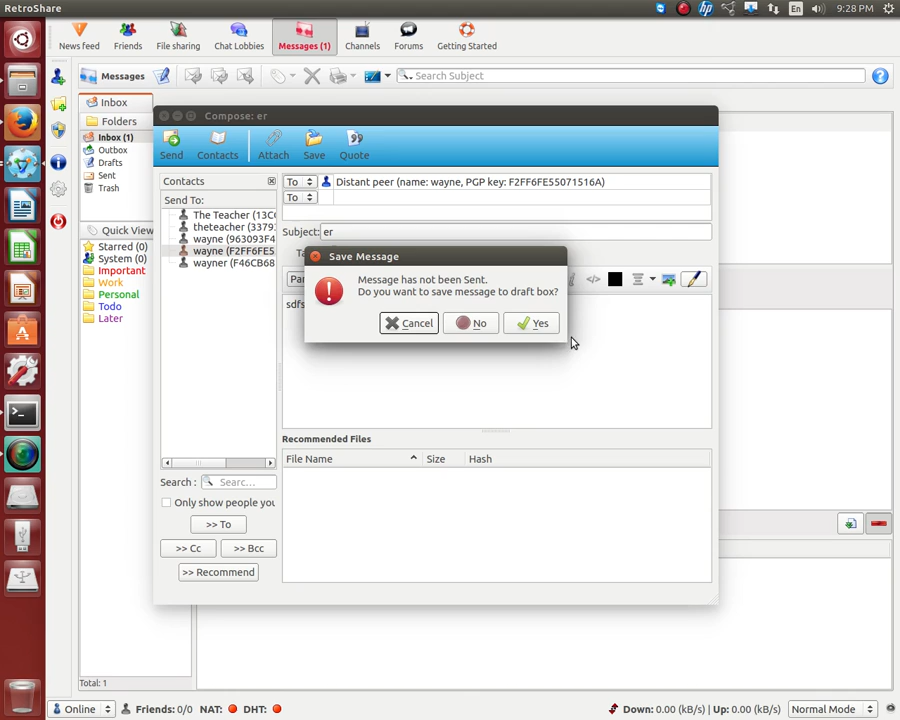 RetroShare
En
9:28 PM
News feed
Friends
File sharing
Chat Lobbies
Messages (1)
Channels
Forums
Getting Started
Messages
Search Subject
Inbox
Folders
Inbox (1)
Outbox
Drafts
Sent
Trash
Quick View
Starred (0)
System (0)
Important
Work
Personal
Todo
Later
Total: 1
Compose: er
Send
Contacts
Attach
Save
Quote
Contacts
Send To:
The Teacher (13C
theteacher (3379
wayne (963093F4
wayne (F2FF6FE5
wayner (F46CB68
Search :
Searc...
Only show people you
>> To
>> Cc
>> Bcc
>> Recommend
To
Distant peer (name: wayne, PGP key: F2FF6FE55071516A)
To
Subject:
er
Ta
Par
sdfs
Save Message
Message has not been Sent.
Do you want to save message to draft box?
Cancel
No
Yes
Recommended Files
File Name
Size
Hash
Online
Friends: 0/0
NAT:
DHT:
Down: 0.00 (kB/s) | Up: 0.00 (kB/s)
Normal Mode